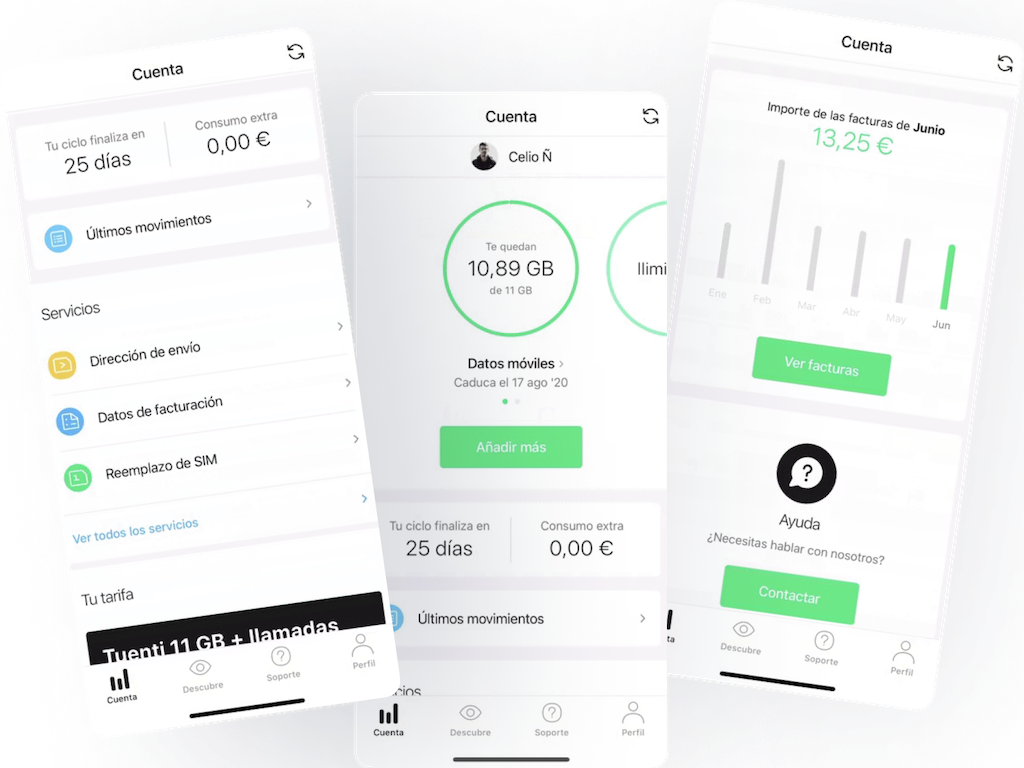 Cuenta
Tu ciclo finaliza en
25 días
Consumo extra
0,00 €
Últimos movimientos
Servicios
Dirección de envío
Datos de facturación
Reemplazo de SIM
Ver todos los servicios
Tu tarifa
Tuenti 11 GB + llamadas
Cuenta
Descubre
Soporte
Perfil
Cuenta
Celio Ñ
Te quedan
10,89 GB
de 11 GB
Ilimi
Datos móviles
Caduca el 17 ago '20
Añadir más
Tu ciclo finaliza en
25 días
Consumo extra
0,00 €
Últimos movimientos
cios
Cuenta
Descubre
Soporte
Perfil
Cuenta
Importe de las facturas de Junio
13,25 €
Ene
Feb
Mar
Abr
May
Jun
Ver facturas
Ayuda
¿Necesitas hablar con nosotros?
Contactar
ta
Descubre
Soporte
Perfil